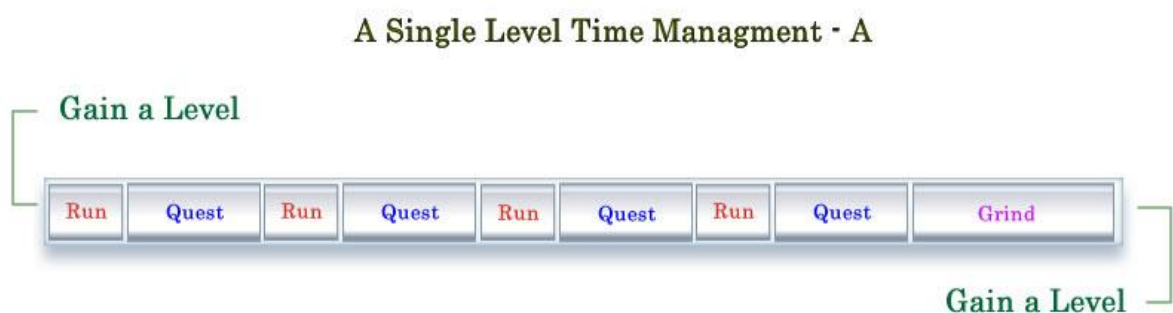 A Single Level Time Managment - A
Gain a Level
Run Quest Run Quest Run Quest Run Quest Grind
Gain a Level